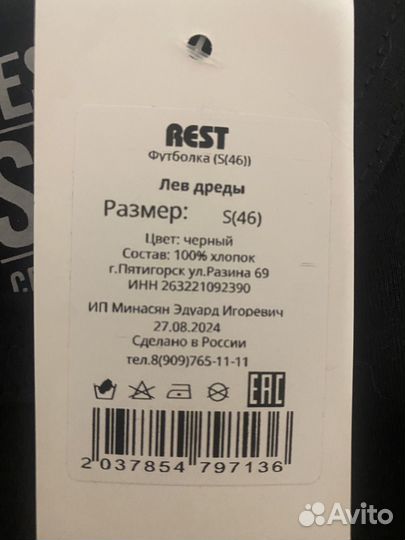 REST
Футболка (S(46))
Лев дреды
Размер: S(46)
Цвет: черный
Состав: 100% хлопок
г.Пятигорск ул.Разина 69
ИНН 263221092390
ИП Минасян Эдуард Игоревич
27.08.2024
Сделано в России
тел.8(909)765-11-11
EAC
2 037854 797136
Avito